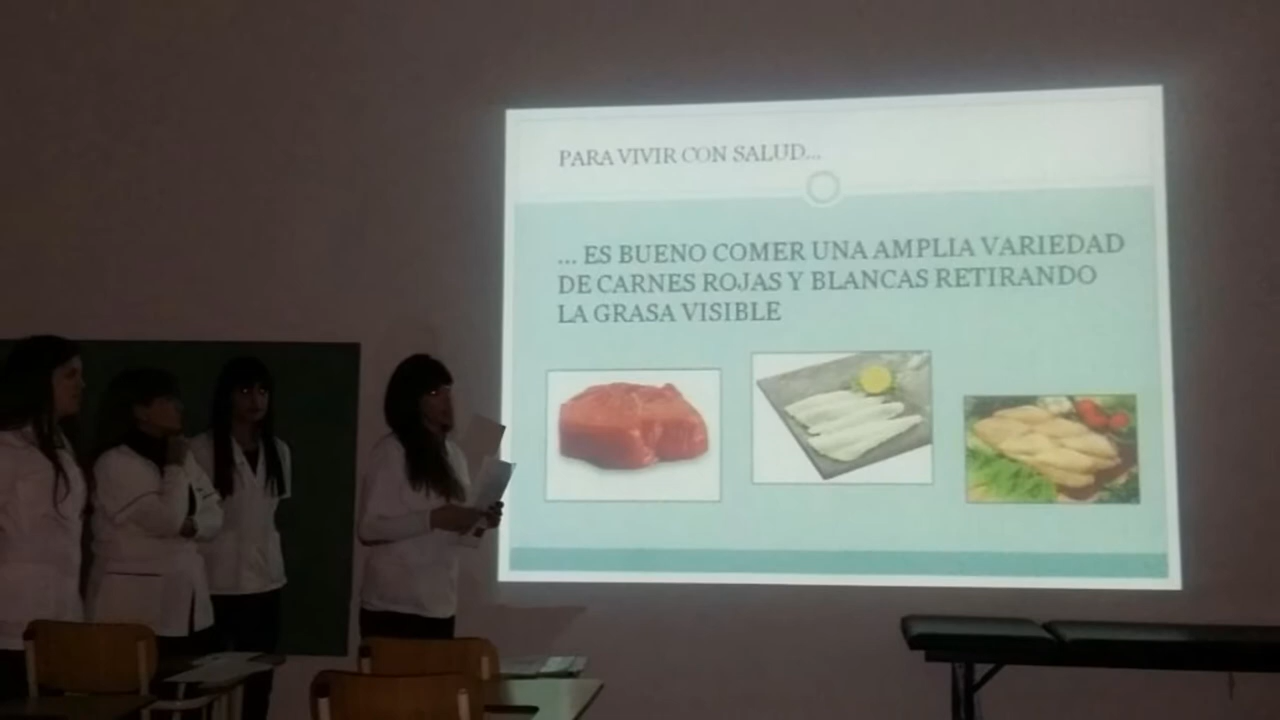 PARA VIVIR CON SALUD...
... ES BUENO COMER UNA AMPLIA VARIEDAD
DE CARNES ROJAS Y BLANCAS RETIRANDO
LA GRASA VISIBLE